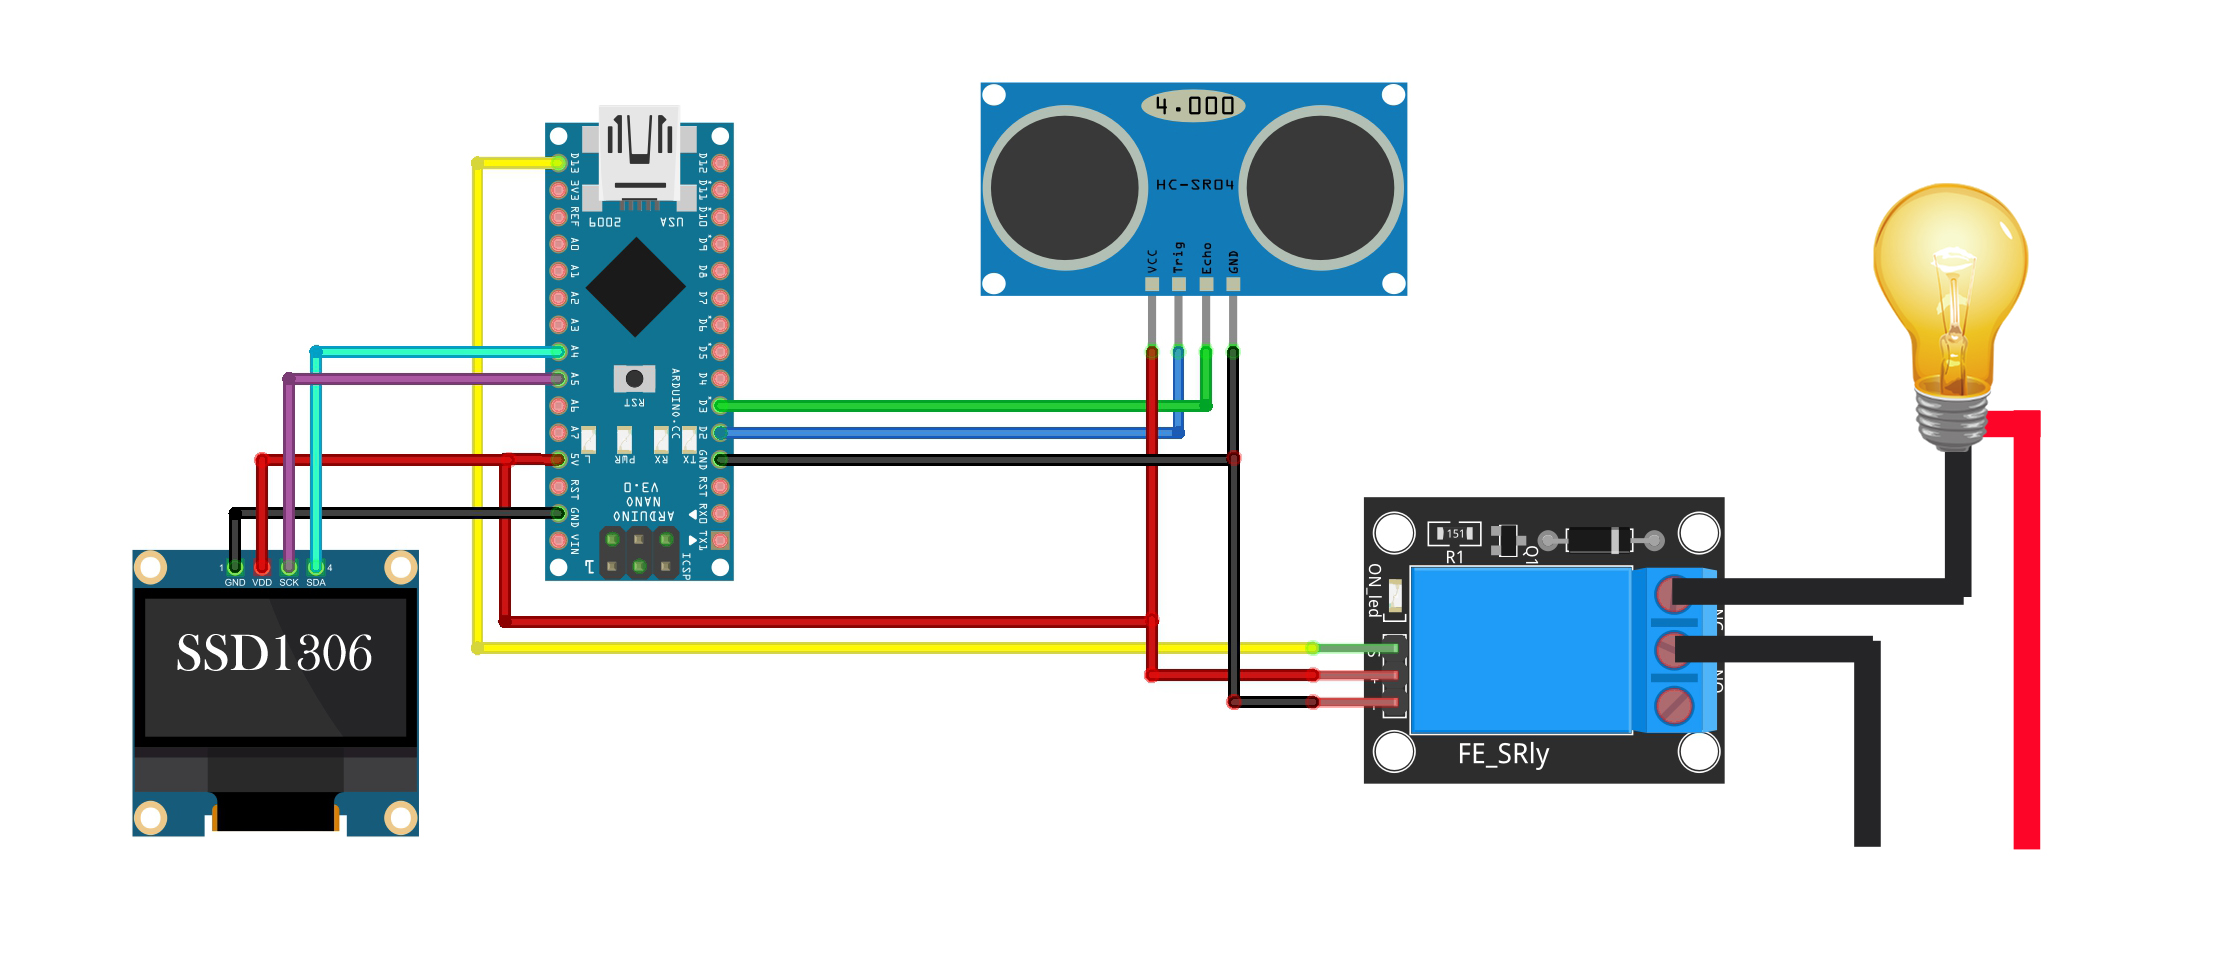 4.000
HC-SR04
VCC
Trig
Echo
GND
D13
3V3
REF
A0
A1
A2
A3
A4
A5
A6
A7
5V
RST
GND
VIN
D12
D11
D10
D9
D8
D7
D6
D5
D4
D3
D2
GND
RST
RX0
TX1
2009
USA
RST
ARDUINO.CC
L
PWR
RX
TX
V3.0
NANO
ARDUINO
1
ICSP
1
4
GND
VDD
SCK
SDA
SSD1306
151
R1
Q1
ON_led
S
NC
NO
FE_SRly